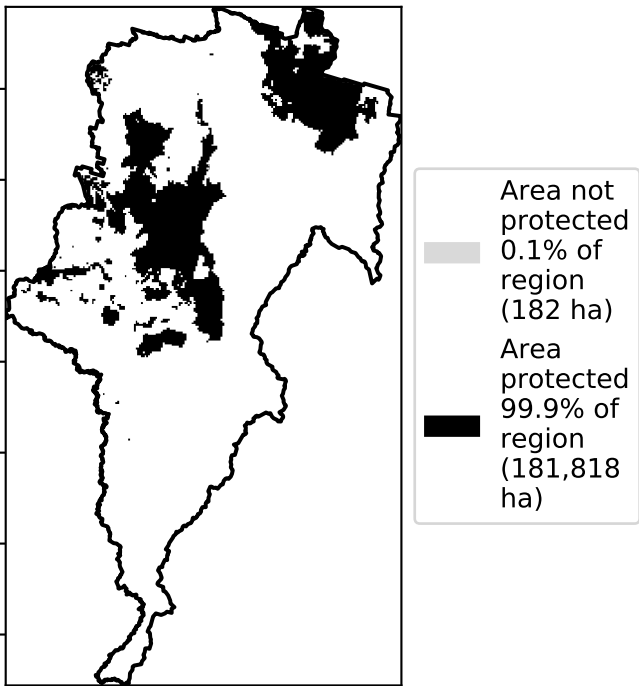 Area not
protected
0.1% of
region
(182 ha)
Area
protected
99.9% of
region
(181,818
ha)